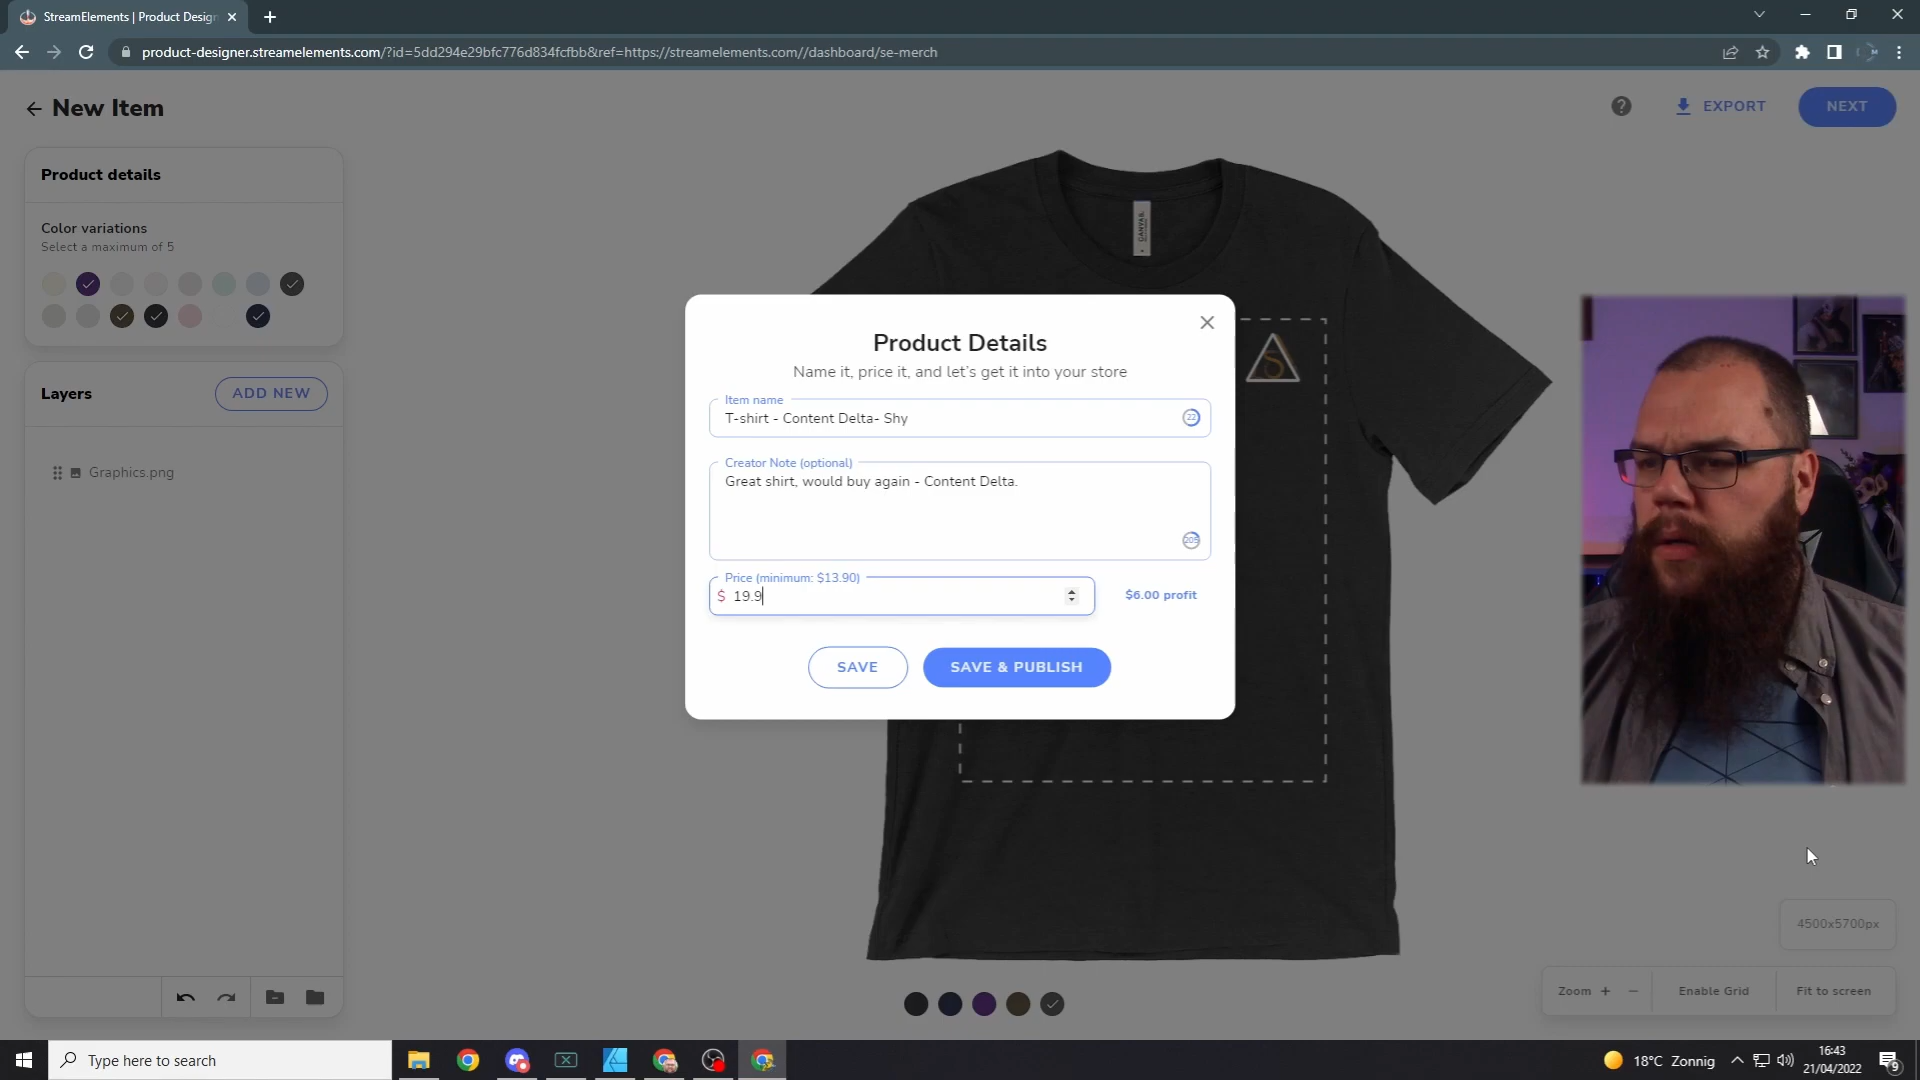 StreamElements | Product Design
product-designer.streamelements.com/?id=5dd294e29bfc776d834fcfbb&ref=https://streamelements.com//dashboard/se-merch
New Item
EXPORT
NEXT
Product details
Color variations
Select a maximum of 5
Layers
ADD NEW
Graphics.png
CANVAS
Product Details
Name it, price it, and let's get it into your store
Item name
T-shirt - Content Delta- Shy
22
Creator Note (optional)
Great shirt, would buy again - Content Delta.
205
Price (minimum: $13.90)
$ 19.9
$6.00 profit
SAVE
SAVE & PUBLISH
4500x5700px
Zoom + −
Enable Grid
Fit to screen
Type here to search
18°C Zonnig
16:43
21/04/2022
9